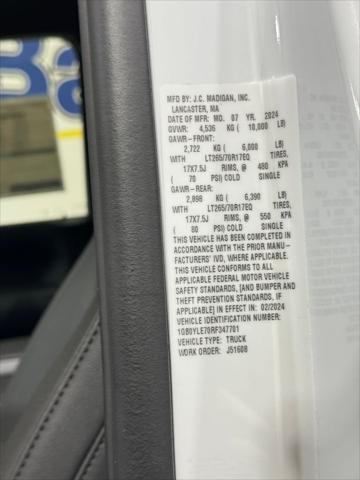 MFD BY: J.C. MADIGAN, INC.
LANCASTER, MA
DATE OF MFR: MO. 07 YR. 2024
GVWR: 4,536 KG ( 10,000 LB)
GAWR-FRONT:
2,722 KG ( 6,000 LB)
WITH LT265/70R17EQ TIRES,
17X7.5J RIMS, @ 480 KPA
( 70 PSI) COLD SINGLE
GAWR-REAR:
2,898 KG ( 6,390 LB)
WITH LT265/70R17EQ TIRES,
17X7.5J RIMS, @ 550 KPA
( 80 PSI) COLD SINGLE
THIS VEHICLE HAS BEEN COMPLETED IN
ACCORDANCE WITH THE PRIOR MANU-
FACTURERS' IVD, WHERE APPLICABLE.
THIS VEHICLE CONFORMS TO ALL
APPLICABLE FEDERAL MOTOR VEHICLE
SAFETY STANDARDS, [AND BUMPER AND
THEFT PREVENTION STANDARDS, IF
APPLICABLE] IN EFFECT IN: 02/2024
1GB0YLE70RF347701
VEHICLE TYPE: TRUCK
WORK ORDER: J51608